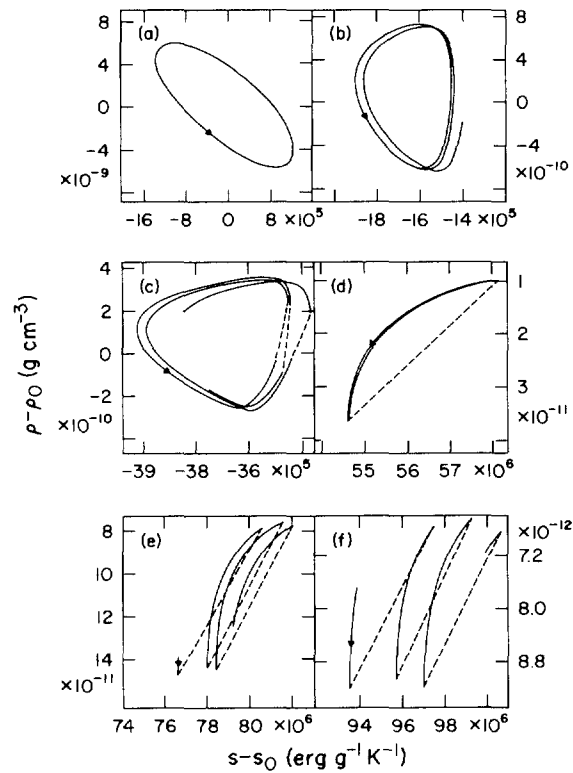 (a)
8
4
0
-4
×10⁻⁹
-16 -8 0 8 ×10⁵
(b)
8
4
0
-4
×10⁻¹⁰
-18 -16 -14 ×10⁵
(c)
4
2
0
-2
×10⁻¹⁰
-39 -38 -36 ×10⁵
(d)
1
2
3
×10⁻¹¹
55 56 57 ×10⁶
(e)
8
10
12
14
×10⁻¹¹
74 76 78 80 ×10⁶
(f)
×10⁻¹²
7.2
8.0
8.8
94 96 98 ×10⁶
ρ-ρ₀ (g cm⁻³)
s-s₀ (erg g⁻¹ K⁻¹)